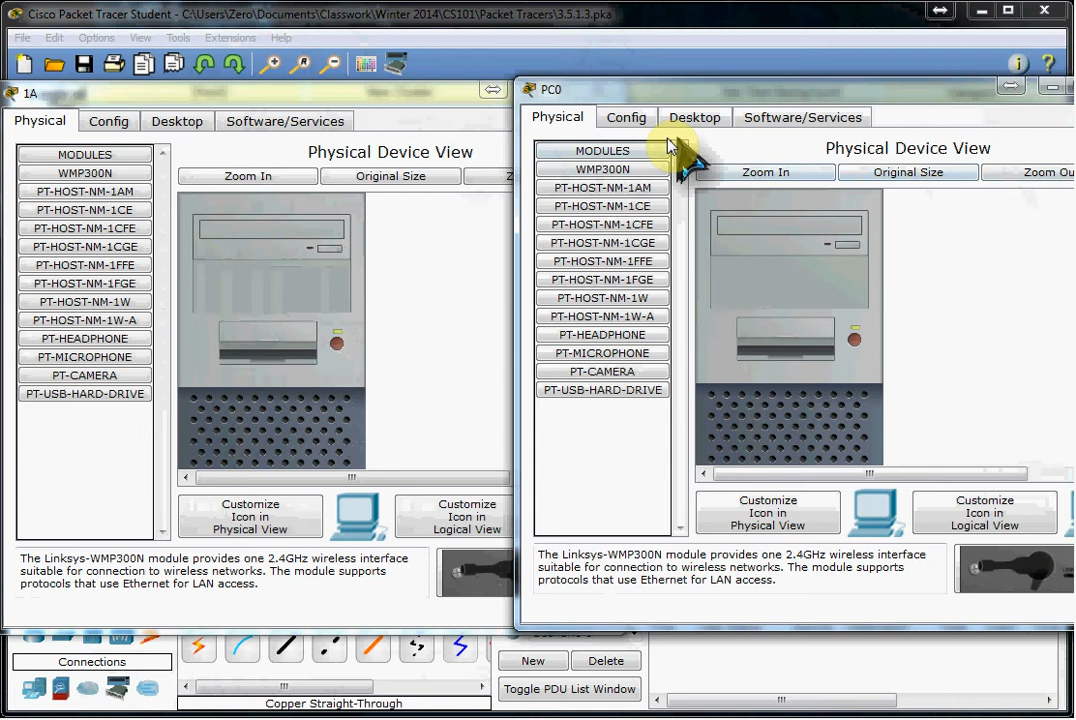 Cisco Packet Tracer Student - C:\Users\Zero\Documents\Classwork\Winter 2014\CS101\Packet Tracers\3.5.1.3.pka
File Edit Options View Tools Extensions Help
1A
Physical Config Desktop Software/Services
MODULES
WMP300N
PT-HOST-NM-1AM
PT-HOST-NM-1CE
PT-HOST-NM-1CFE
PT-HOST-NM-1CGE
PT-HOST-NM-1FFE
PT-HOST-NM-1FGE
PT-HOST-NM-1W
PT-HOST-NM-1W-A
PT-HEADPHONE
PT-MICROPHONE
PT-CAMERA
PT-USB-HARD-DRIVE
Physical Device View
Zoom In Original Size Z
Customize
Icon in
Physical View
Customize
Icon in
Logical View
The Linksys-WMP300N module provides one 2.4GHz wireless interface
suitable for connection to wireless networks. The module supports
protocols that use Ethernet for LAN access.
PC0
Physical Config Desktop Software/Services
MODULES
WMP300N
PT-HOST-NM-1AM
PT-HOST-NM-1CE
PT-HOST-NM-1CFE
PT-HOST-NM-1CGE
PT-HOST-NM-1FFE
PT-HOST-NM-1FGE
PT-HOST-NM-1W
PT-HOST-NM-1W-A
PT-HEADPHONE
PT-MICROPHONE
PT-CAMERA
PT-USB-HARD-DRIVE
Physical Device View
Zoom In Original Size Zoom Ou
Customize
Icon in
Physical View
Customize
Icon in
Logical View
The Linksys-WMP300N module provides one 2.4GHz wireless interface
suitable for connection to wireless networks. The module supports
protocols that use Ethernet for LAN access.
Connections
Copper Straight-Through
New Delete
Toggle PDU List Window